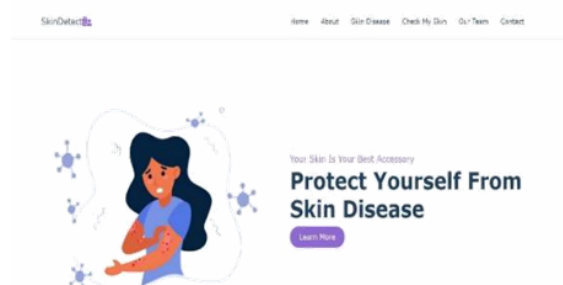 SkinDetect
Home About Skin Disease Check My Skin Our Team Contact
Your Skin Is Your Best Accessory
Protect Yourself From
Skin Disease
Learn More